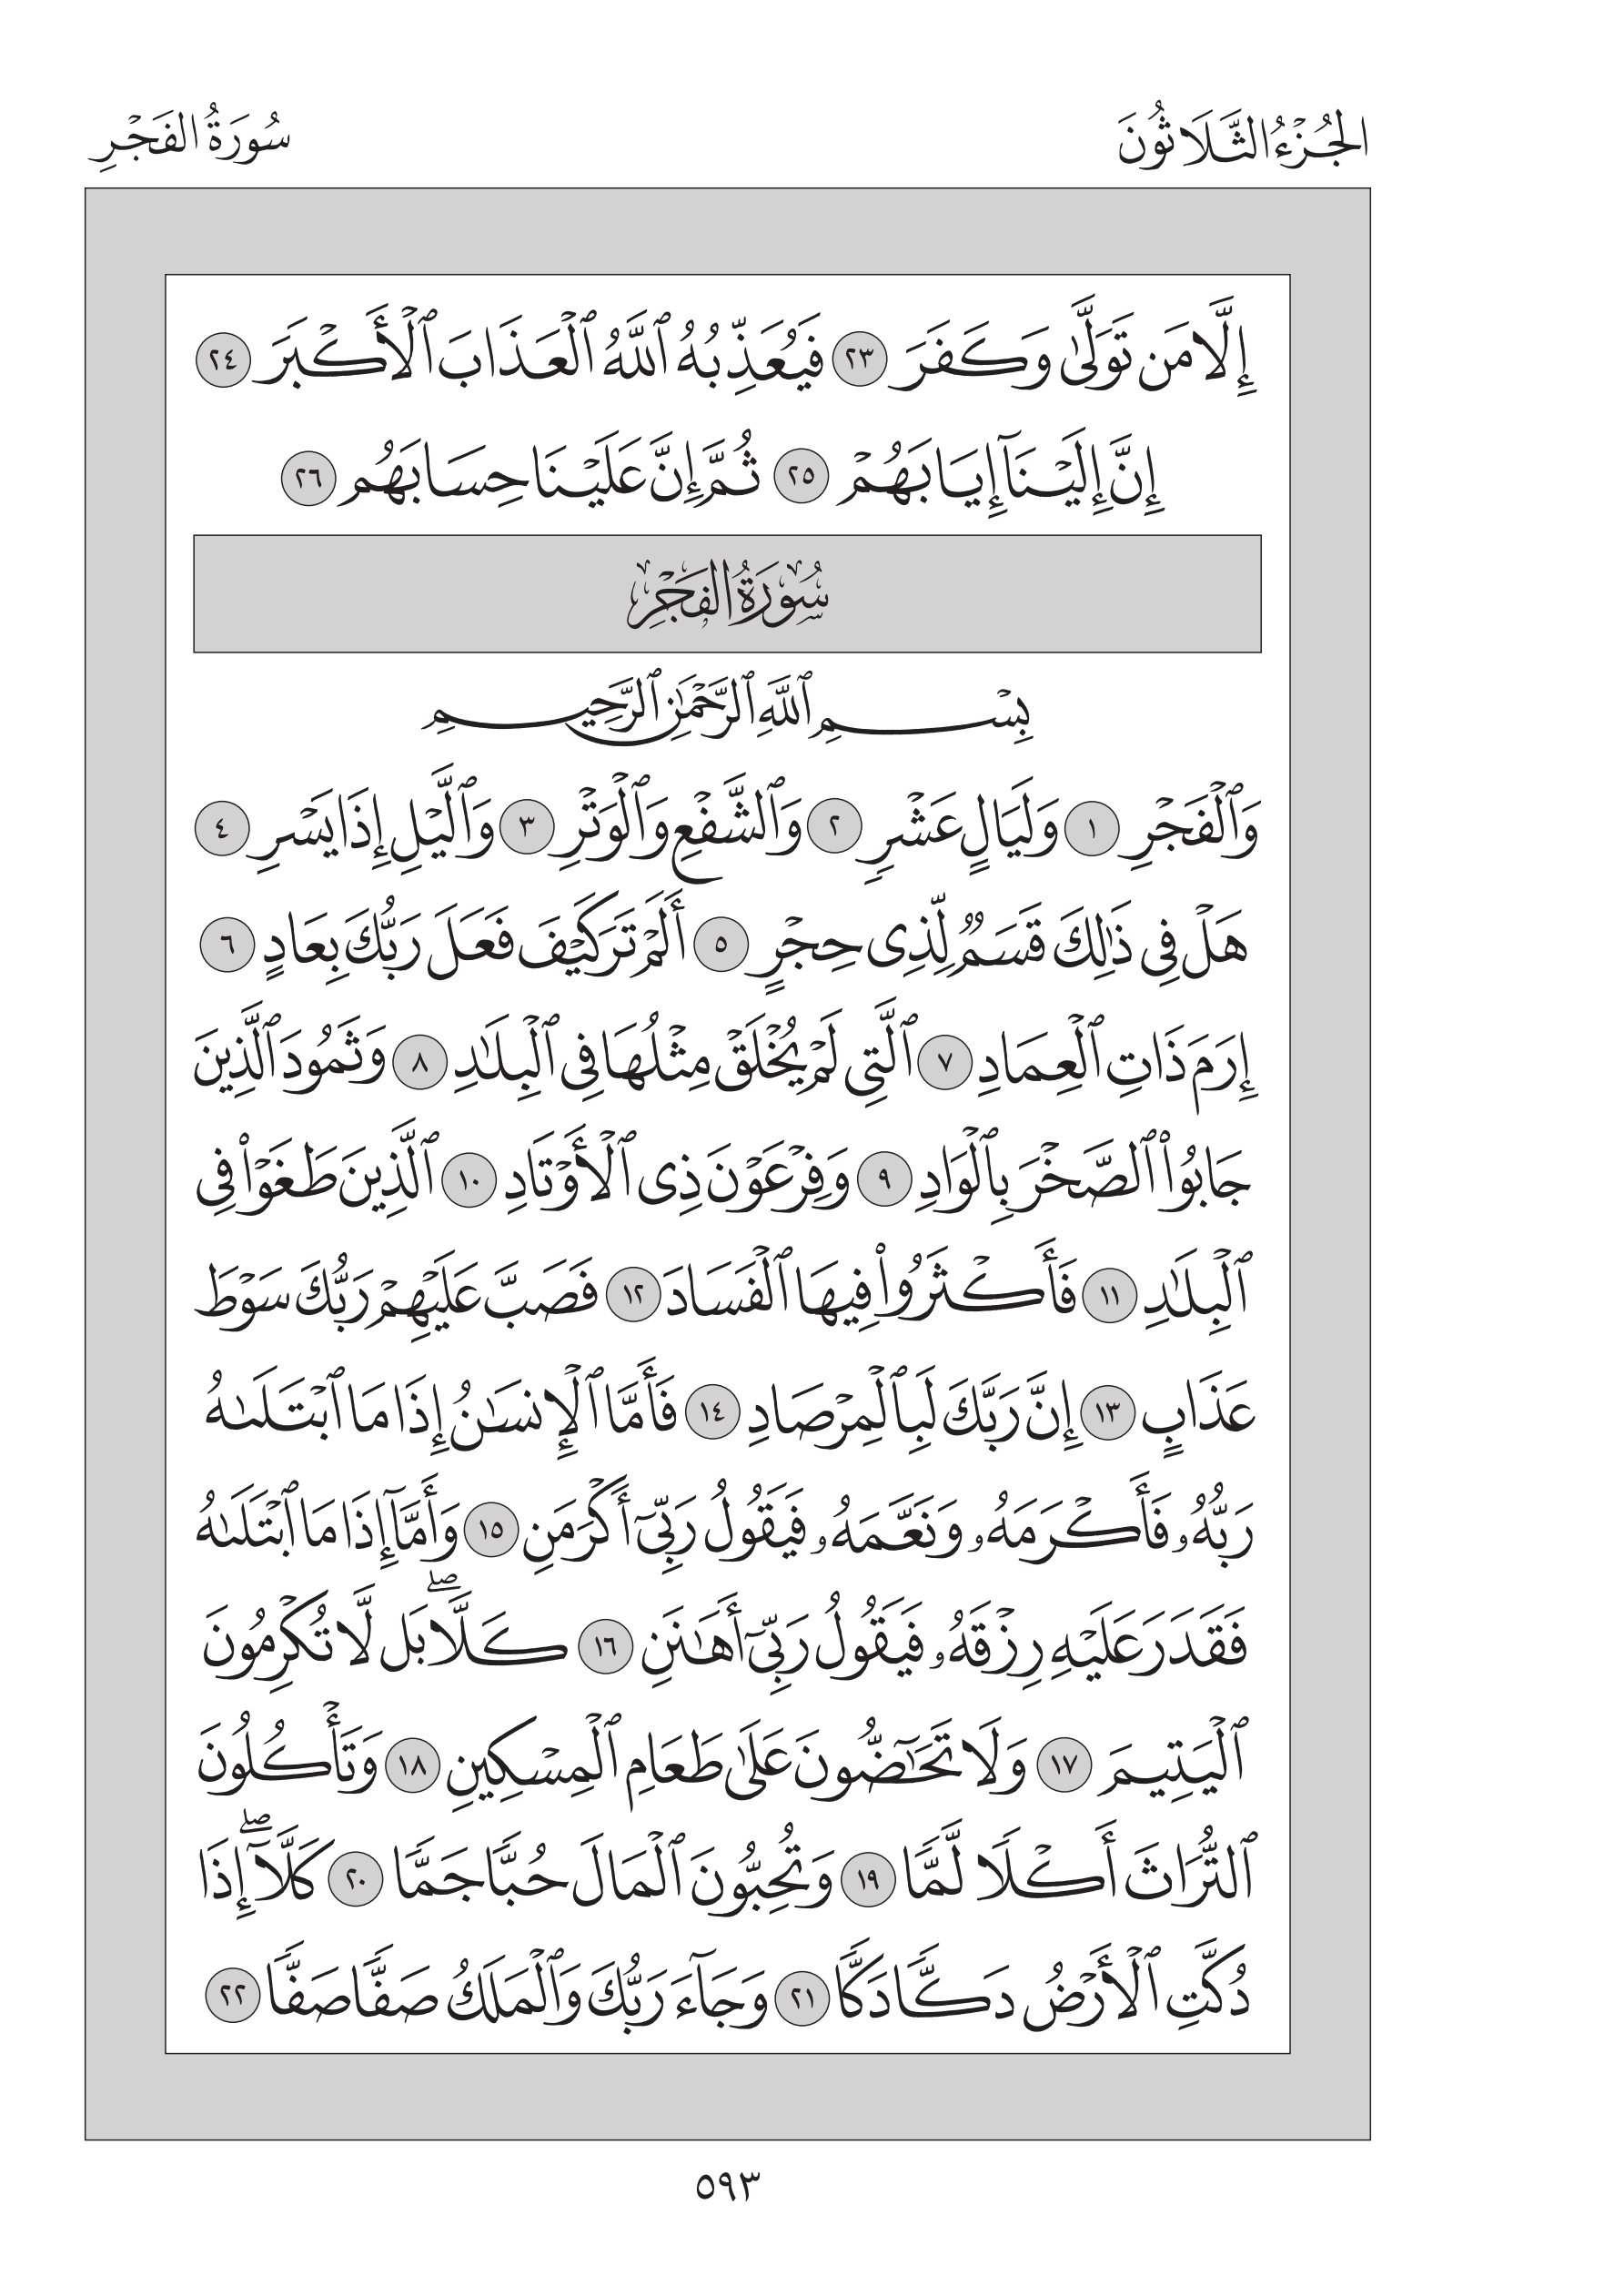 الجُزْءُ الثَّلَاثُونَ
سُورَةُ الفَجْرِ
إِلَّا مَن تَوَلَّىٰ وَكَفَرَ ٢٣ فَيُعَذِّبُهُ ٱللَّهُ ٱلْعَذَابَ ٱلْأَكْبَرَ ٢٤
إِنَّ إِلَيْنَآ إِيَابَهُمْ ٢٥ ثُمَّ إِنَّ عَلَيْنَا حِسَابَهُم ٢٦
سُورَةُ الفَجْرِ
بِسْمِ ٱللَّهِ ٱلرَّحْمَٰنِ ٱلرَّحِيمِ
وَٱلْفَجْرِ ١ وَلَيَالٍ عَشْرٍ ٢ وَٱلشَّفْعِ وَٱلْوَتْرِ ٣ وَٱلَّيْلِ إِذَا يَسْرِ ٤
هَلْ فِى ذَٰلِكَ قَسَمٌ لِّذِى حِجْرٍ ٥ أَلَمْ تَرَ كَيْفَ فَعَلَ رَبُّكَ بِعَادٍ ٦
إِرَمَ ذَاتِ ٱلْعِمَادِ ٧ ٱلَّتِى لَمْ يُخْلَقْ مِثْلُهَا فِى ٱلْبِلَٰدِ ٨ وَثَمُودَ ٱلَّذِينَ
جَابُوا۟ ٱلصَّخْرَ بِٱلْوَادِ ٩ وَفِرْعَوْنَ ذِى ٱلْأَوْتَادِ ١٠ ٱلَّذِينَ طَغَوْا۟ فِى
ٱلْبِلَٰدِ ١١ فَأَكْثَرُوا۟ فِيهَا ٱلْفَسَادَ ١٢ فَصَبَّ عَلَيْهِمْ رَبُّكَ سَوْطَ
عَذَابٍ ١٣ إِنَّ رَبَّكَ لَبِٱلْمِرْصَادِ ١٤ فَأَمَّا ٱلْإِنسَٰنُ إِذَا مَا ٱبْتَلَىٰهُ
رَبُّهُۥ فَأَكْرَمَهُۥ وَنَعَّمَهُۥ فَيَقُولُ رَبِّىٓ أَكْرَمَنِ ١٥ وَأَمَّآ إِذَا مَا ٱبْتَلَىٰهُ
فَقَدَرَ عَلَيْهِ رِزْقَهُۥ فَيَقُولُ رَبِّىٓ أَهَٰنَنِ ١٦ كَلَّاۖ بَل لَّا تُكْرِمُونَ
ٱلْيَتِيمَ ١٧ وَلَا تَحَٰٓضُّونَ عَلَىٰ طَعَامِ ٱلْمِسْكِينِ ١٨ وَتَأْكُلُونَ
ٱلتُّرَاثَ أَكْلًا لَّمًّا ١٩ وَتُحِبُّونَ ٱلْمَالَ حُبًّا جَمًّا ٢٠ كَلَّآۖ إِذَا
دُكَّتِ ٱلْأَرْضُ دَكًّا دَكًّا ٢١ وَجَآءَ رَبُّكَ وَٱلْمَلَكُ صَفًّا صَفًّا ٢٢
٥٩٣